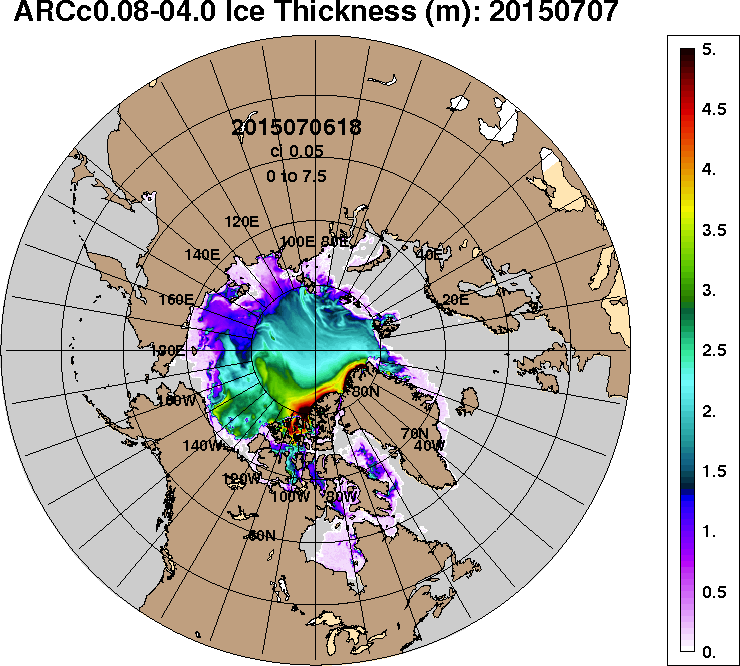 ARCc0.08-04.0 Ice Thickness (m): 20150707
2015070618
ci 0.05
0 to 7.5
120E
100E 80E
140E
40E
160E
20E
180E
160W
80N
140W
70N
40W
120W
100W 80W
60N
5.
4.5
4.
3.5
3.
2.5
2.
1.5
1.
0.5
0.